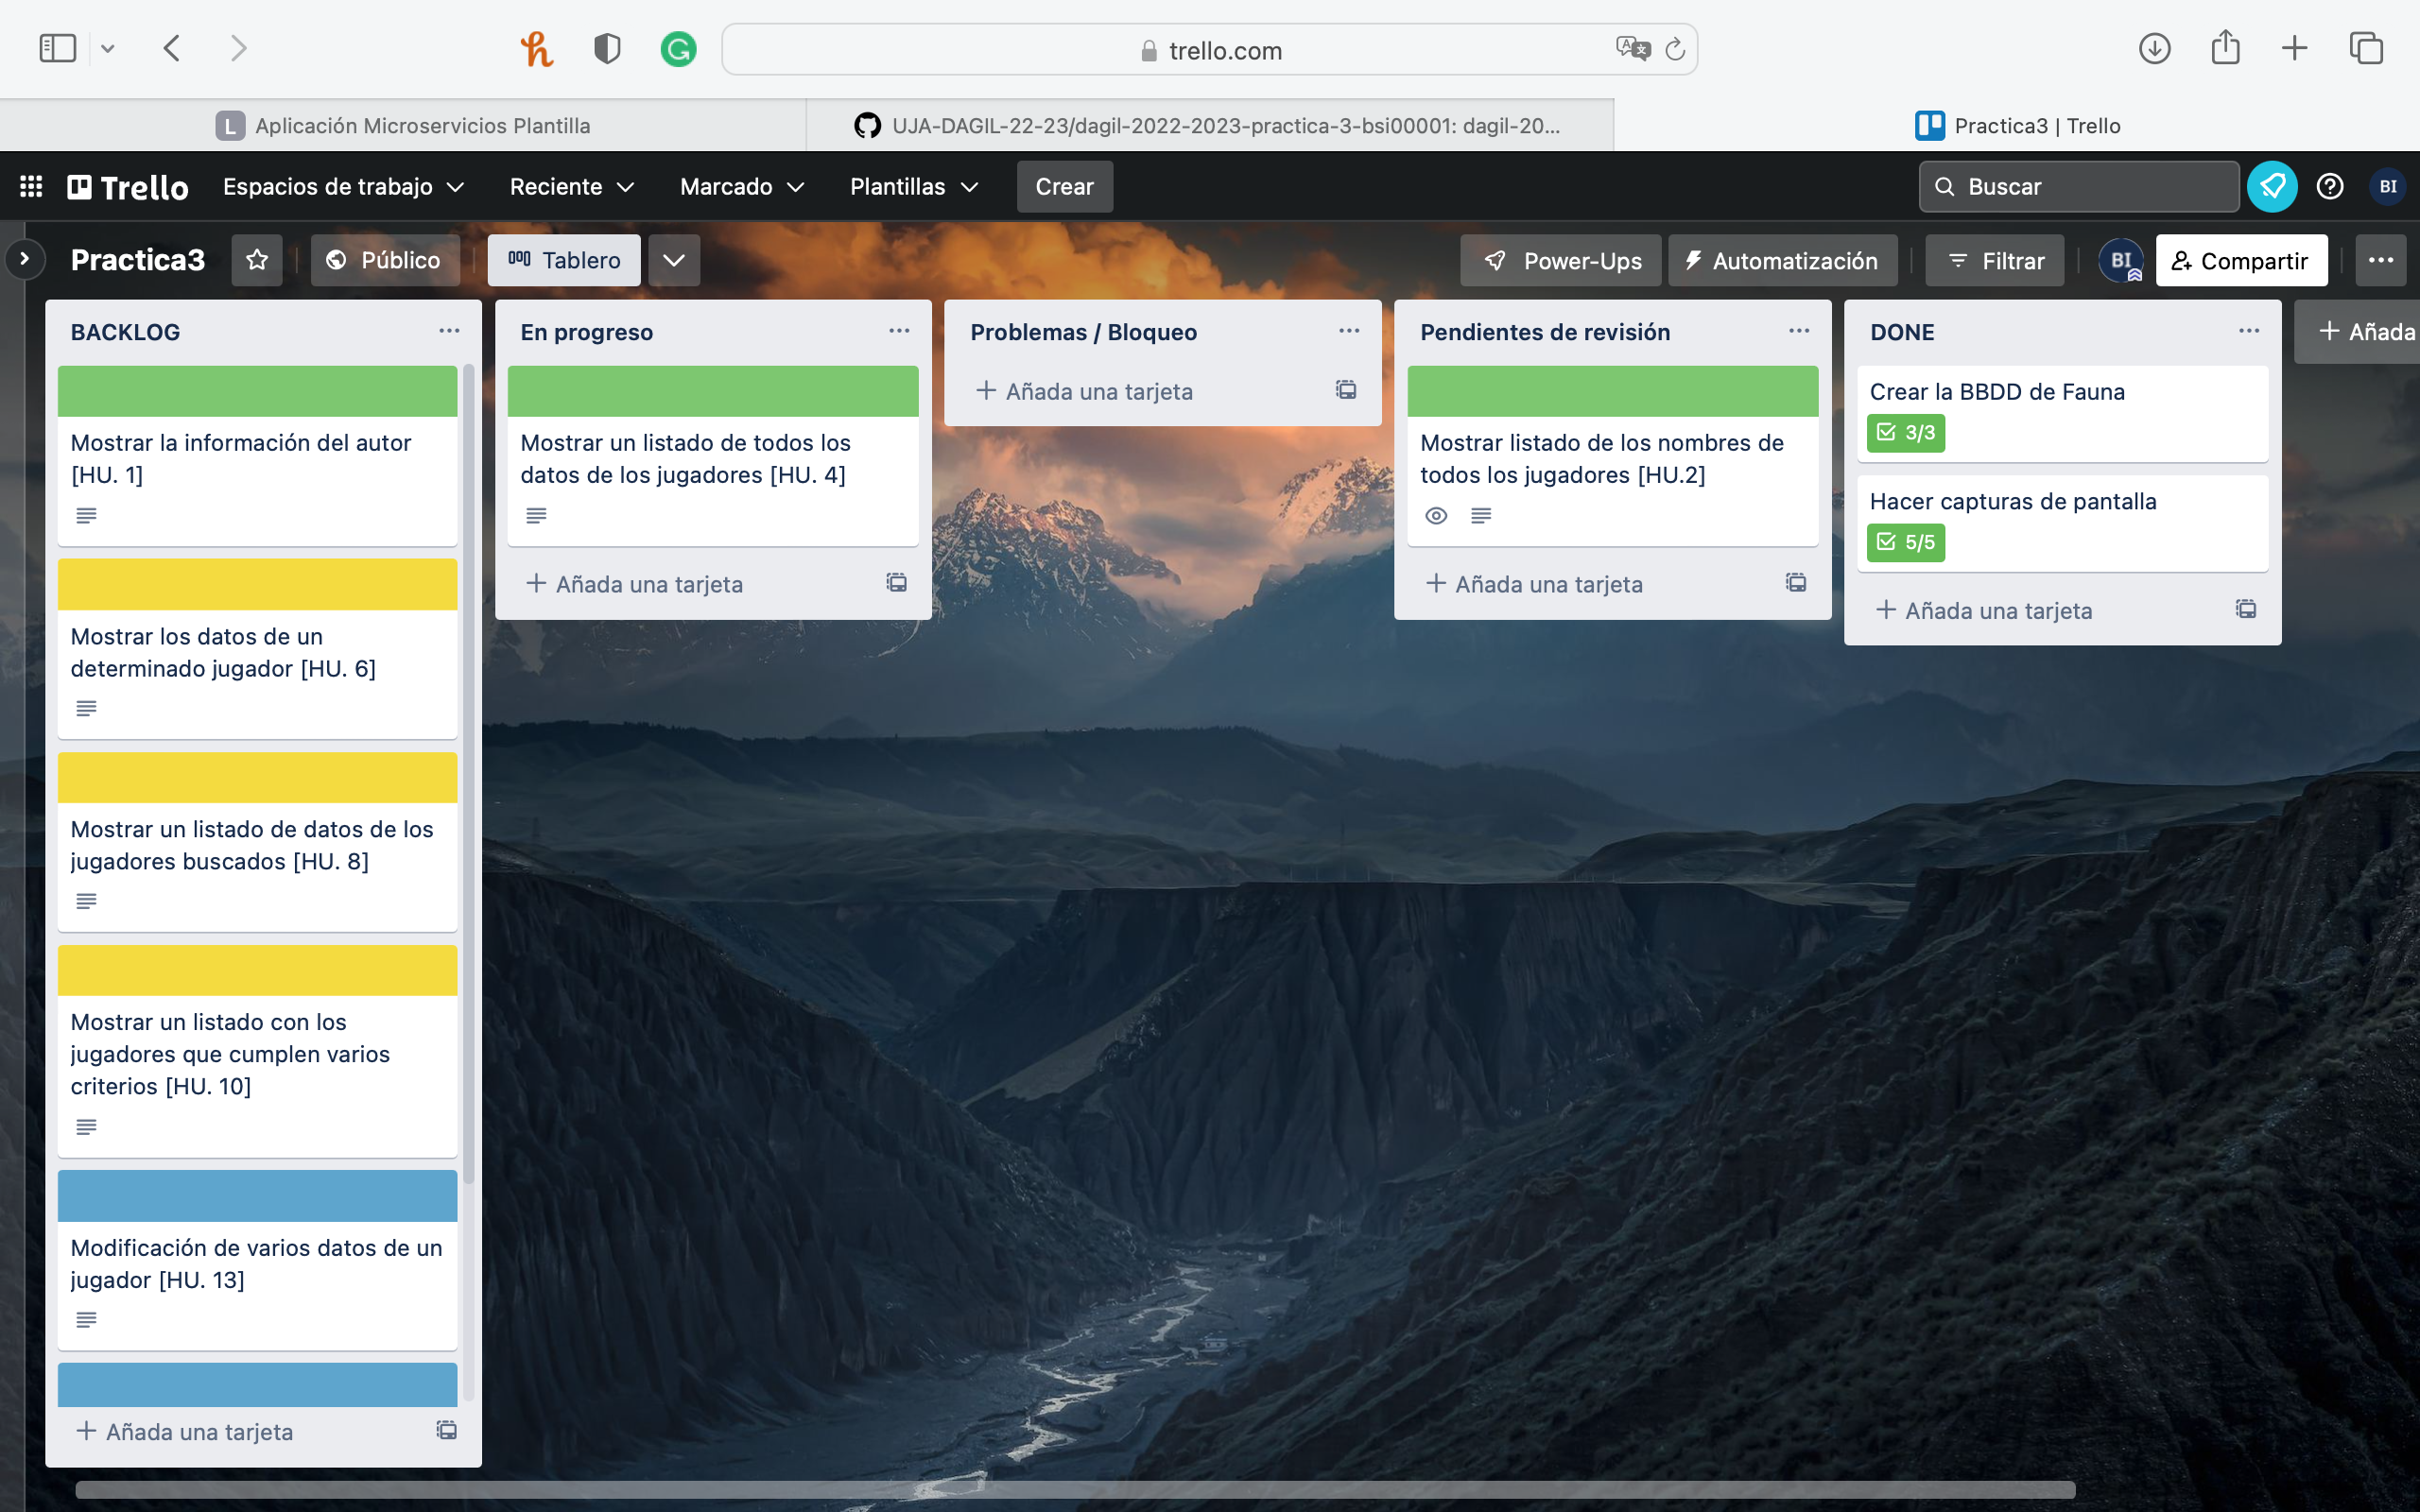 trello.com
L Aplicación Microservicios Plantilla
UJA-DAGIL-22-23/dagil-2022-2023-practica-3-bsi00001: dagil-20...
Practica3 | Trello
Trello
Espacios de trabajo
Reciente
Marcado
Plantillas
Crear
Buscar
BI
Practica3
Público
Tablero
Power-Ups
Automatización
Filtrar
BI
Compartir
BACKLOG
Mostrar la información del autor
[HU. 1]
Mostrar los datos de un
determinado jugador [HU. 6]
Mostrar un listado de datos de los
jugadores buscados [HU. 8]
Mostrar un listado con los
jugadores que cumplen varios
criterios [HU. 10]
Modificación de varios datos de un
jugador [HU. 13]
+ Añada una tarjeta
En progreso
Mostrar un listado de todos los
datos de los jugadores [HU. 4]
+ Añada una tarjeta
Problemas / Bloqueo
+ Añada una tarjeta
Pendientes de revisión
Mostrar listado de los nombres de
todos los jugadores [HU.2]
+ Añada una tarjeta
DONE
Crear la BBDD de Fauna
3/3
Hacer capturas de pantalla
5/5
+ Añada una tarjeta
+ Añada